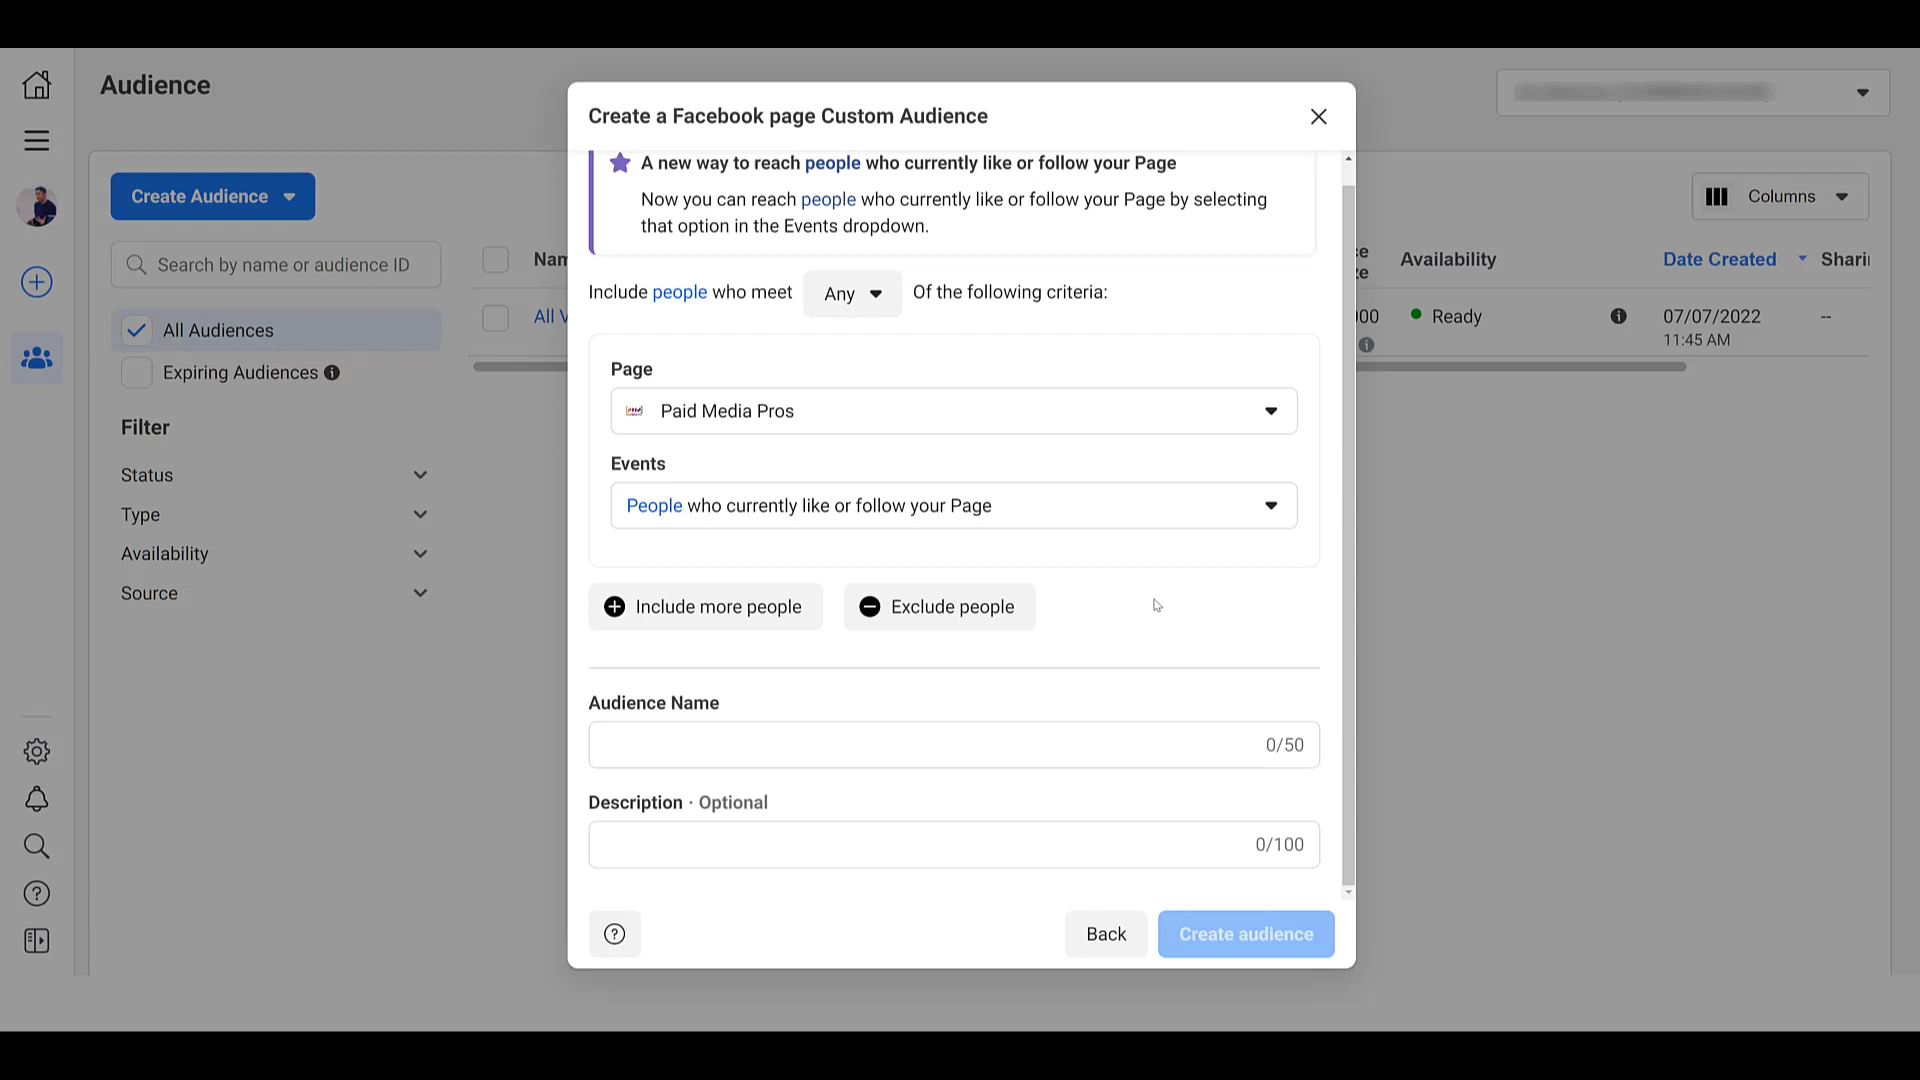 Audience
Create a Facebook page Custom Audience
A new way to reach people who currently like or follow your Page
Now you can reach people who currently like or follow your Page by selecting
that option in the Events dropdown.
Include people who meet Any Of the following criteria:
Page
Paid Media Pros
Events
People who currently like or follow your Page
Include more people Exclude people
Audience Name
0/50
Description · Optional
0/100
Back Create audience
Create Audience
Search by name or audience ID
All Audiences
Expiring Audiences
Filter
Status
Type
Availability
Source
Columns
Availability Date Created
All
Ready 07/07/2022 --
11:45 AM